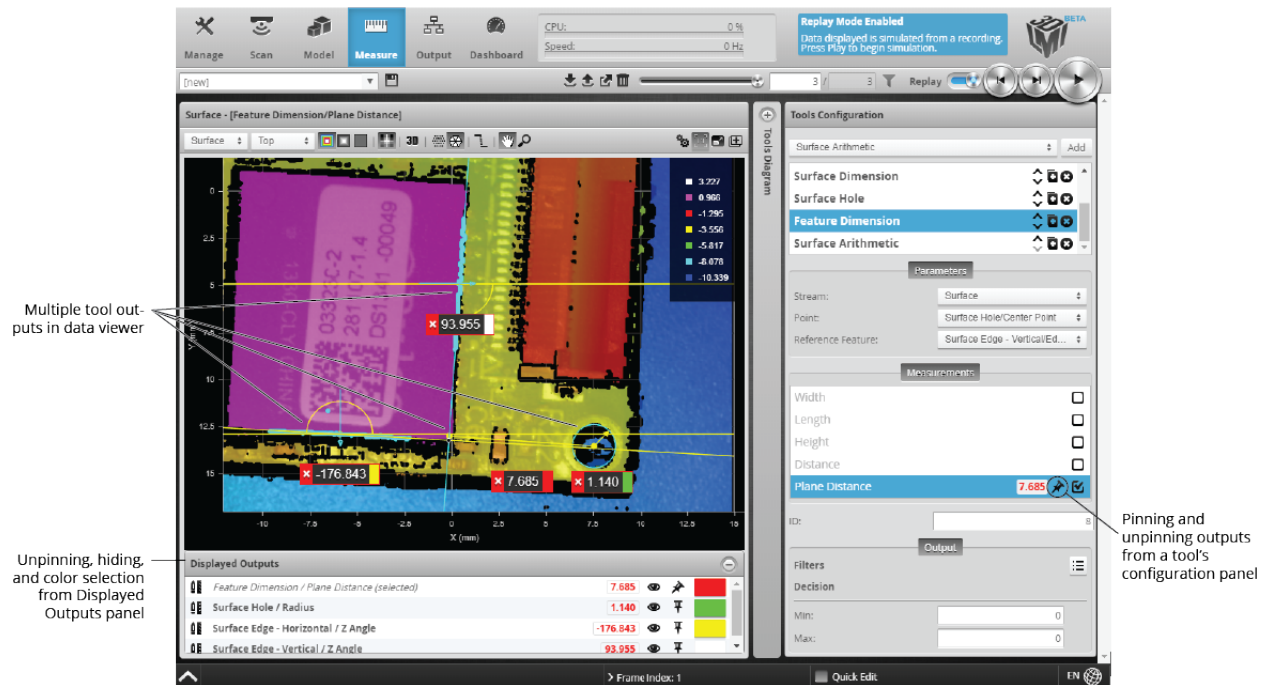 BETA
Manage
Scan
Model
Measure
Output
Dashboard
CPU: 0 %
Speed: 0 Hz
Replay Mode Enabled
Data displayed is simulated from a recording.
Press Play to begin simulation.
[new]
3 / 3
Replay
Surface - [Feature Dimension/Plane Distance]
Surface
Top
3D
Tools Diagram
3.227
0.966
-1.295
-3.556
-5.817
-8.078
-10.339
0
2.5
5
7.5
10
12.5
15
Y (mm)
-10
-7.5
-5
-2.5
0
2.5
5
7.5
10
12.5
15
X (mm)
93.955
-176.843
7.685
1.140
Multiple tool out-
puts in data viewer
Unpinning, hiding,
and color selection
from Displayed
Outputs panel
Displayed Outputs
Feature Dimension / Plane Distance (selected) 7.685
Surface Hole / Radius 1.140
Surface Edge - Horizontal / Z Angle -176.843
Surface Edge - Vertical / Z Angle 93.955
Tools Configuration
Surface Arithmetic
Add
Surface Dimension
Surface Hole
Feature Dimension
Surface Arithmetic
Parameters
Stream: Surface
Point: Surface Hole/Center Point
Reference Feature: Surface Edge - Vertical/Ed...
Measurements
Width
Length
Height
Distance
Plane Distance 7.685
ID: 8
Output
Filters
Decision
Min: 0
Max: 0
Pinning and
unpinning outputs
from a tool's
configuration panel
Frame Index: 1
Quick Edit
EN